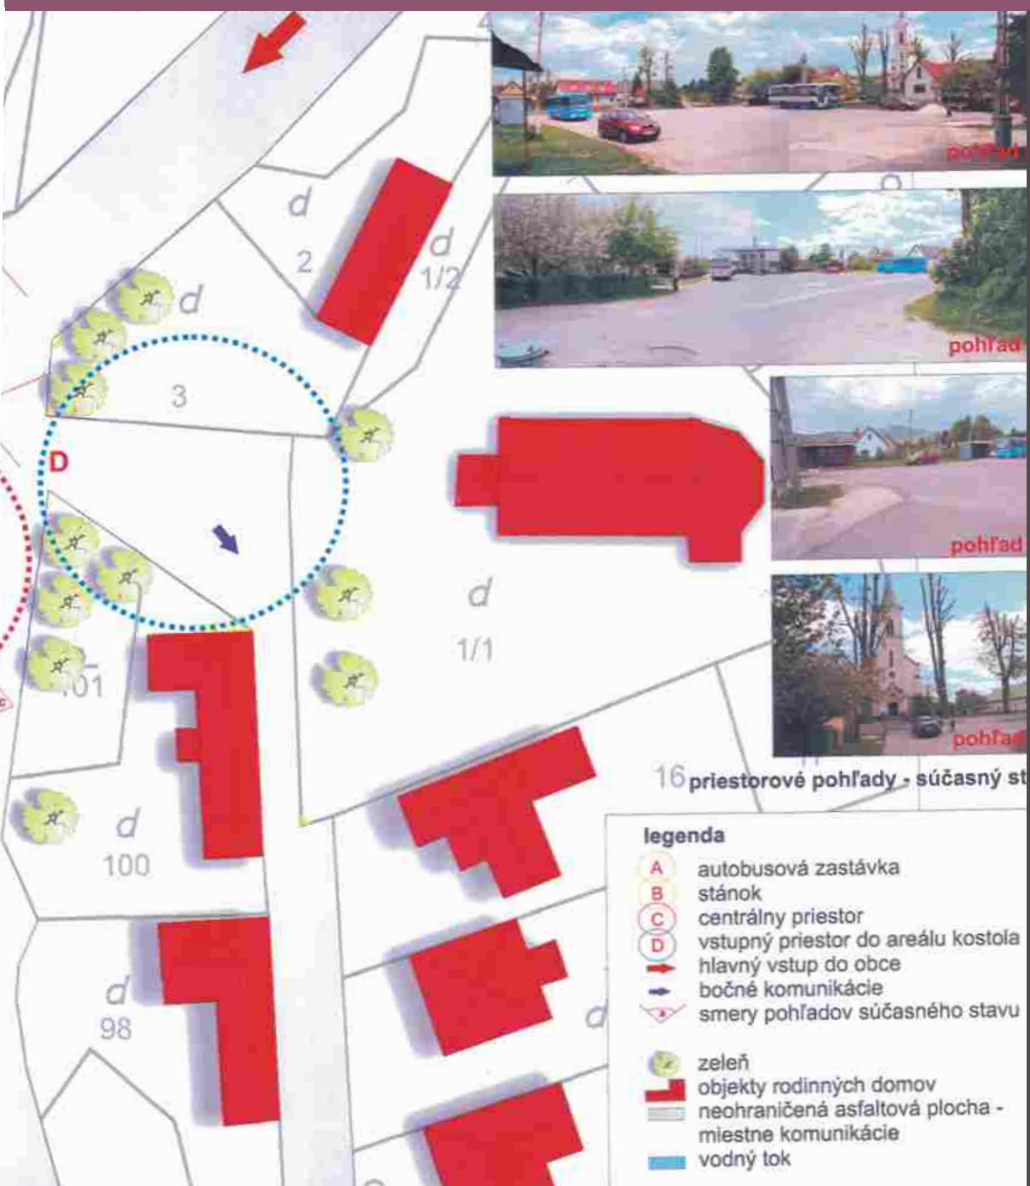 pohľad
d
2
d
1/2
d
pohľad
3
D
pohľad
d
1/1
pohľa
16 priestorové pohľady - súčasný st
d
100
legenda
A autobusová zastávka
B stánok
C centrálny priestor
D vstupný priestor do areálu kostola
hlavný vstup do obce
bočné komunikácie
smery pohľadov súčasného stavu
d
98
d
zeleň
objekty rodinných domov
neohraničená asfaltová plocha -
miestne komunikácie
vodný tok